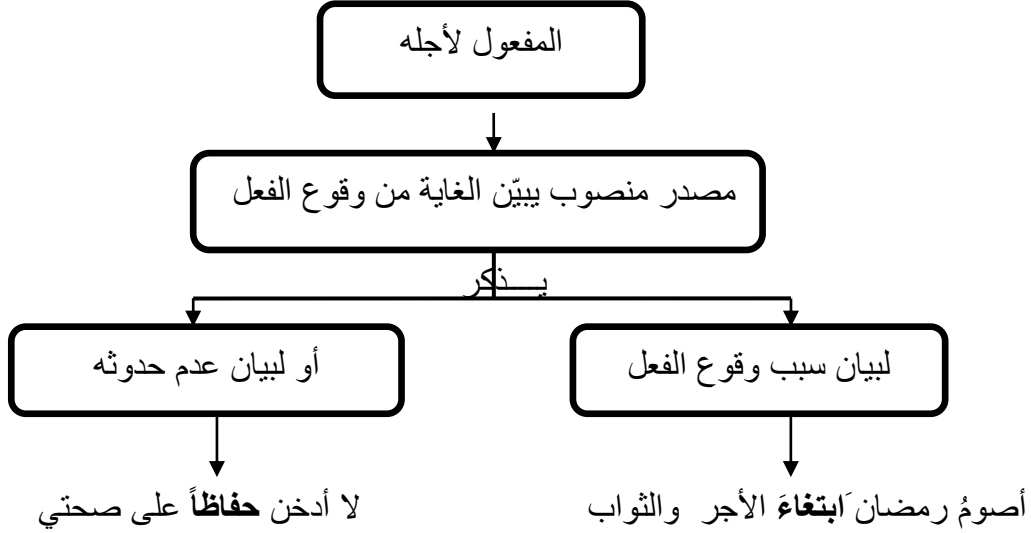 المفعول لأجله
مصدر منصوب يبيّن الغاية من وقوع الفعل
يـــذكر
لبيان سبب وقوع الفعل
أو لبيان عدم حدوثه
أصومُ رمضان َابتغاءَ الأجر والثواب
لا أدخن حفاظاً على صحتي